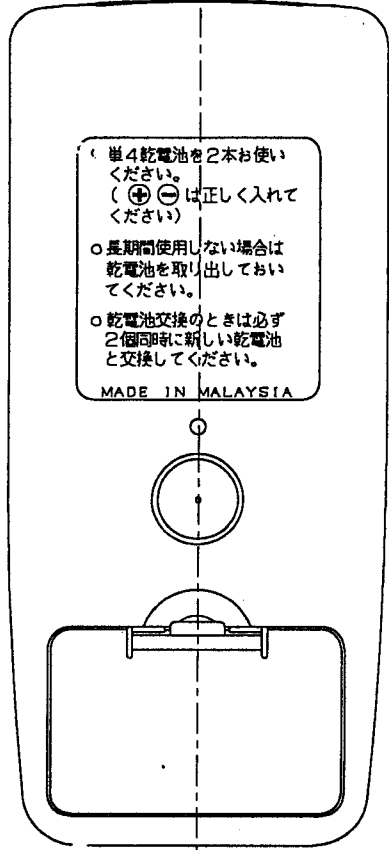 ○ 単4乾電池を2本お使い
ください。
(⊕⊖は正しく入れて
ください)
○ 長期間使用しない場合は
乾電池を取り出しておい
てください。
○ 乾電池交換のときは必ず
2個同時に新しい乾電池
と交換してください。
MADE IN MALAYSIA